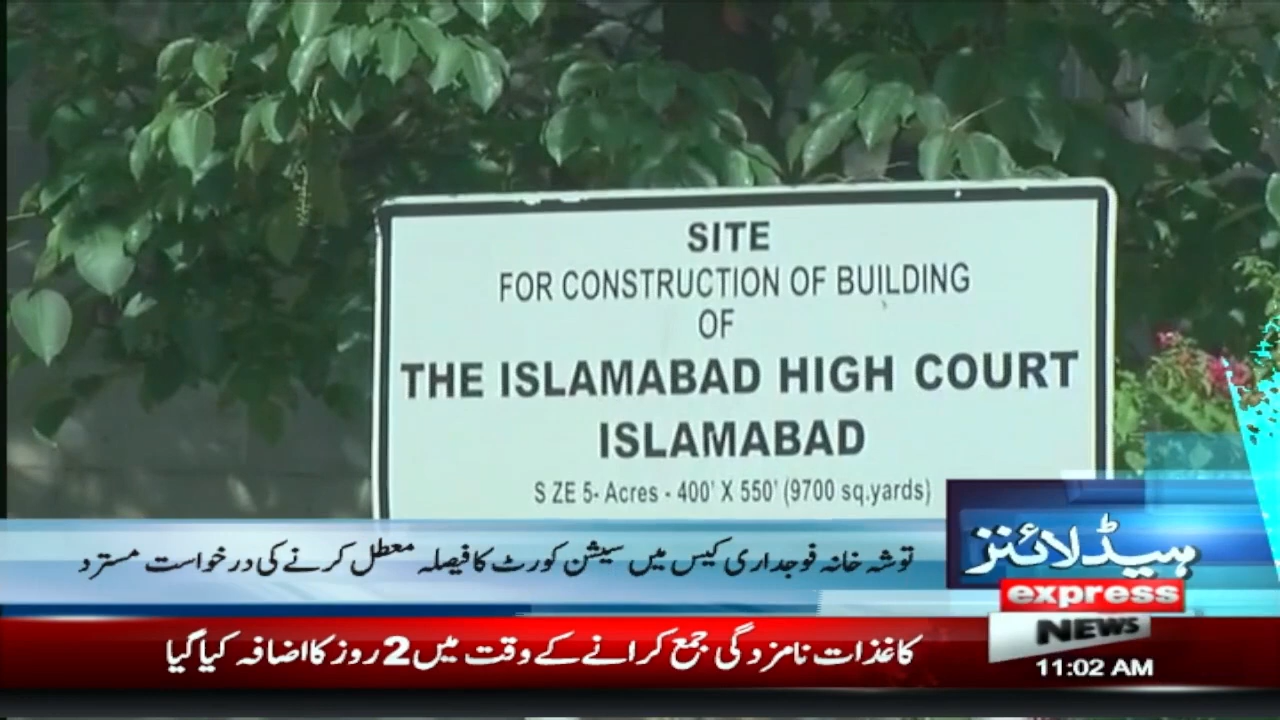 SITE
FOR CONSTRUCTION OF BUILDING
OF
THE ISLAMABAD HIGH COURT
ISLAMABAD
S ZE 5- Acres - 400' X 550' (9700 sq.yards)
ہیڈلائنز
توشہ خانہ فوجداری کیس میں سیشن کورٹ کا فیصلہ معطل کرنے کی درخواست مسترد
express
NEWS
کاغذات نامزدگی جمع کرانے کے وقت میں 2 روز کا اضافہ کیا گیا
11:02 AM